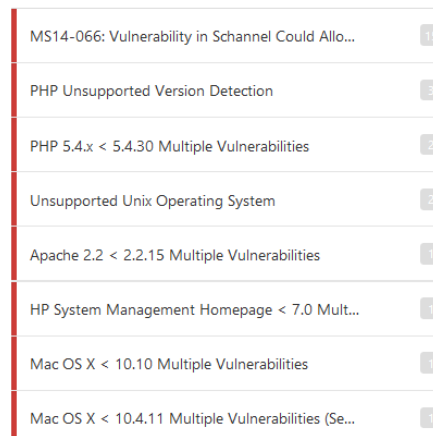 MS14-066: Vulnerability in Schannel Could Allo...
PHP Unsupported Version Detection
PHP 5.4.x < 5.4.30 Multiple Vulnerabilities
Unsupported Unix Operating System
Apache 2.2 < 2.2.15 Multiple Vulnerabilities
HP System Management Homepage < 7.0 Mult...
Mac OS X < 10.10 Multiple Vulnerabilities
Mac OS X < 10.4.11 Multiple Vulnerabilities (Se...